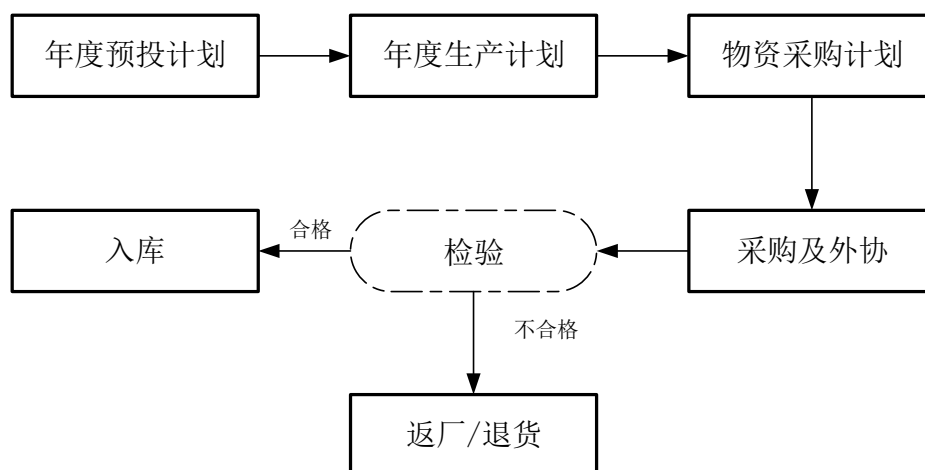 年度预投计划
年度生产计划
物资采购计划
入库
合格
检验
采购及外协
不合格
返厂/退货